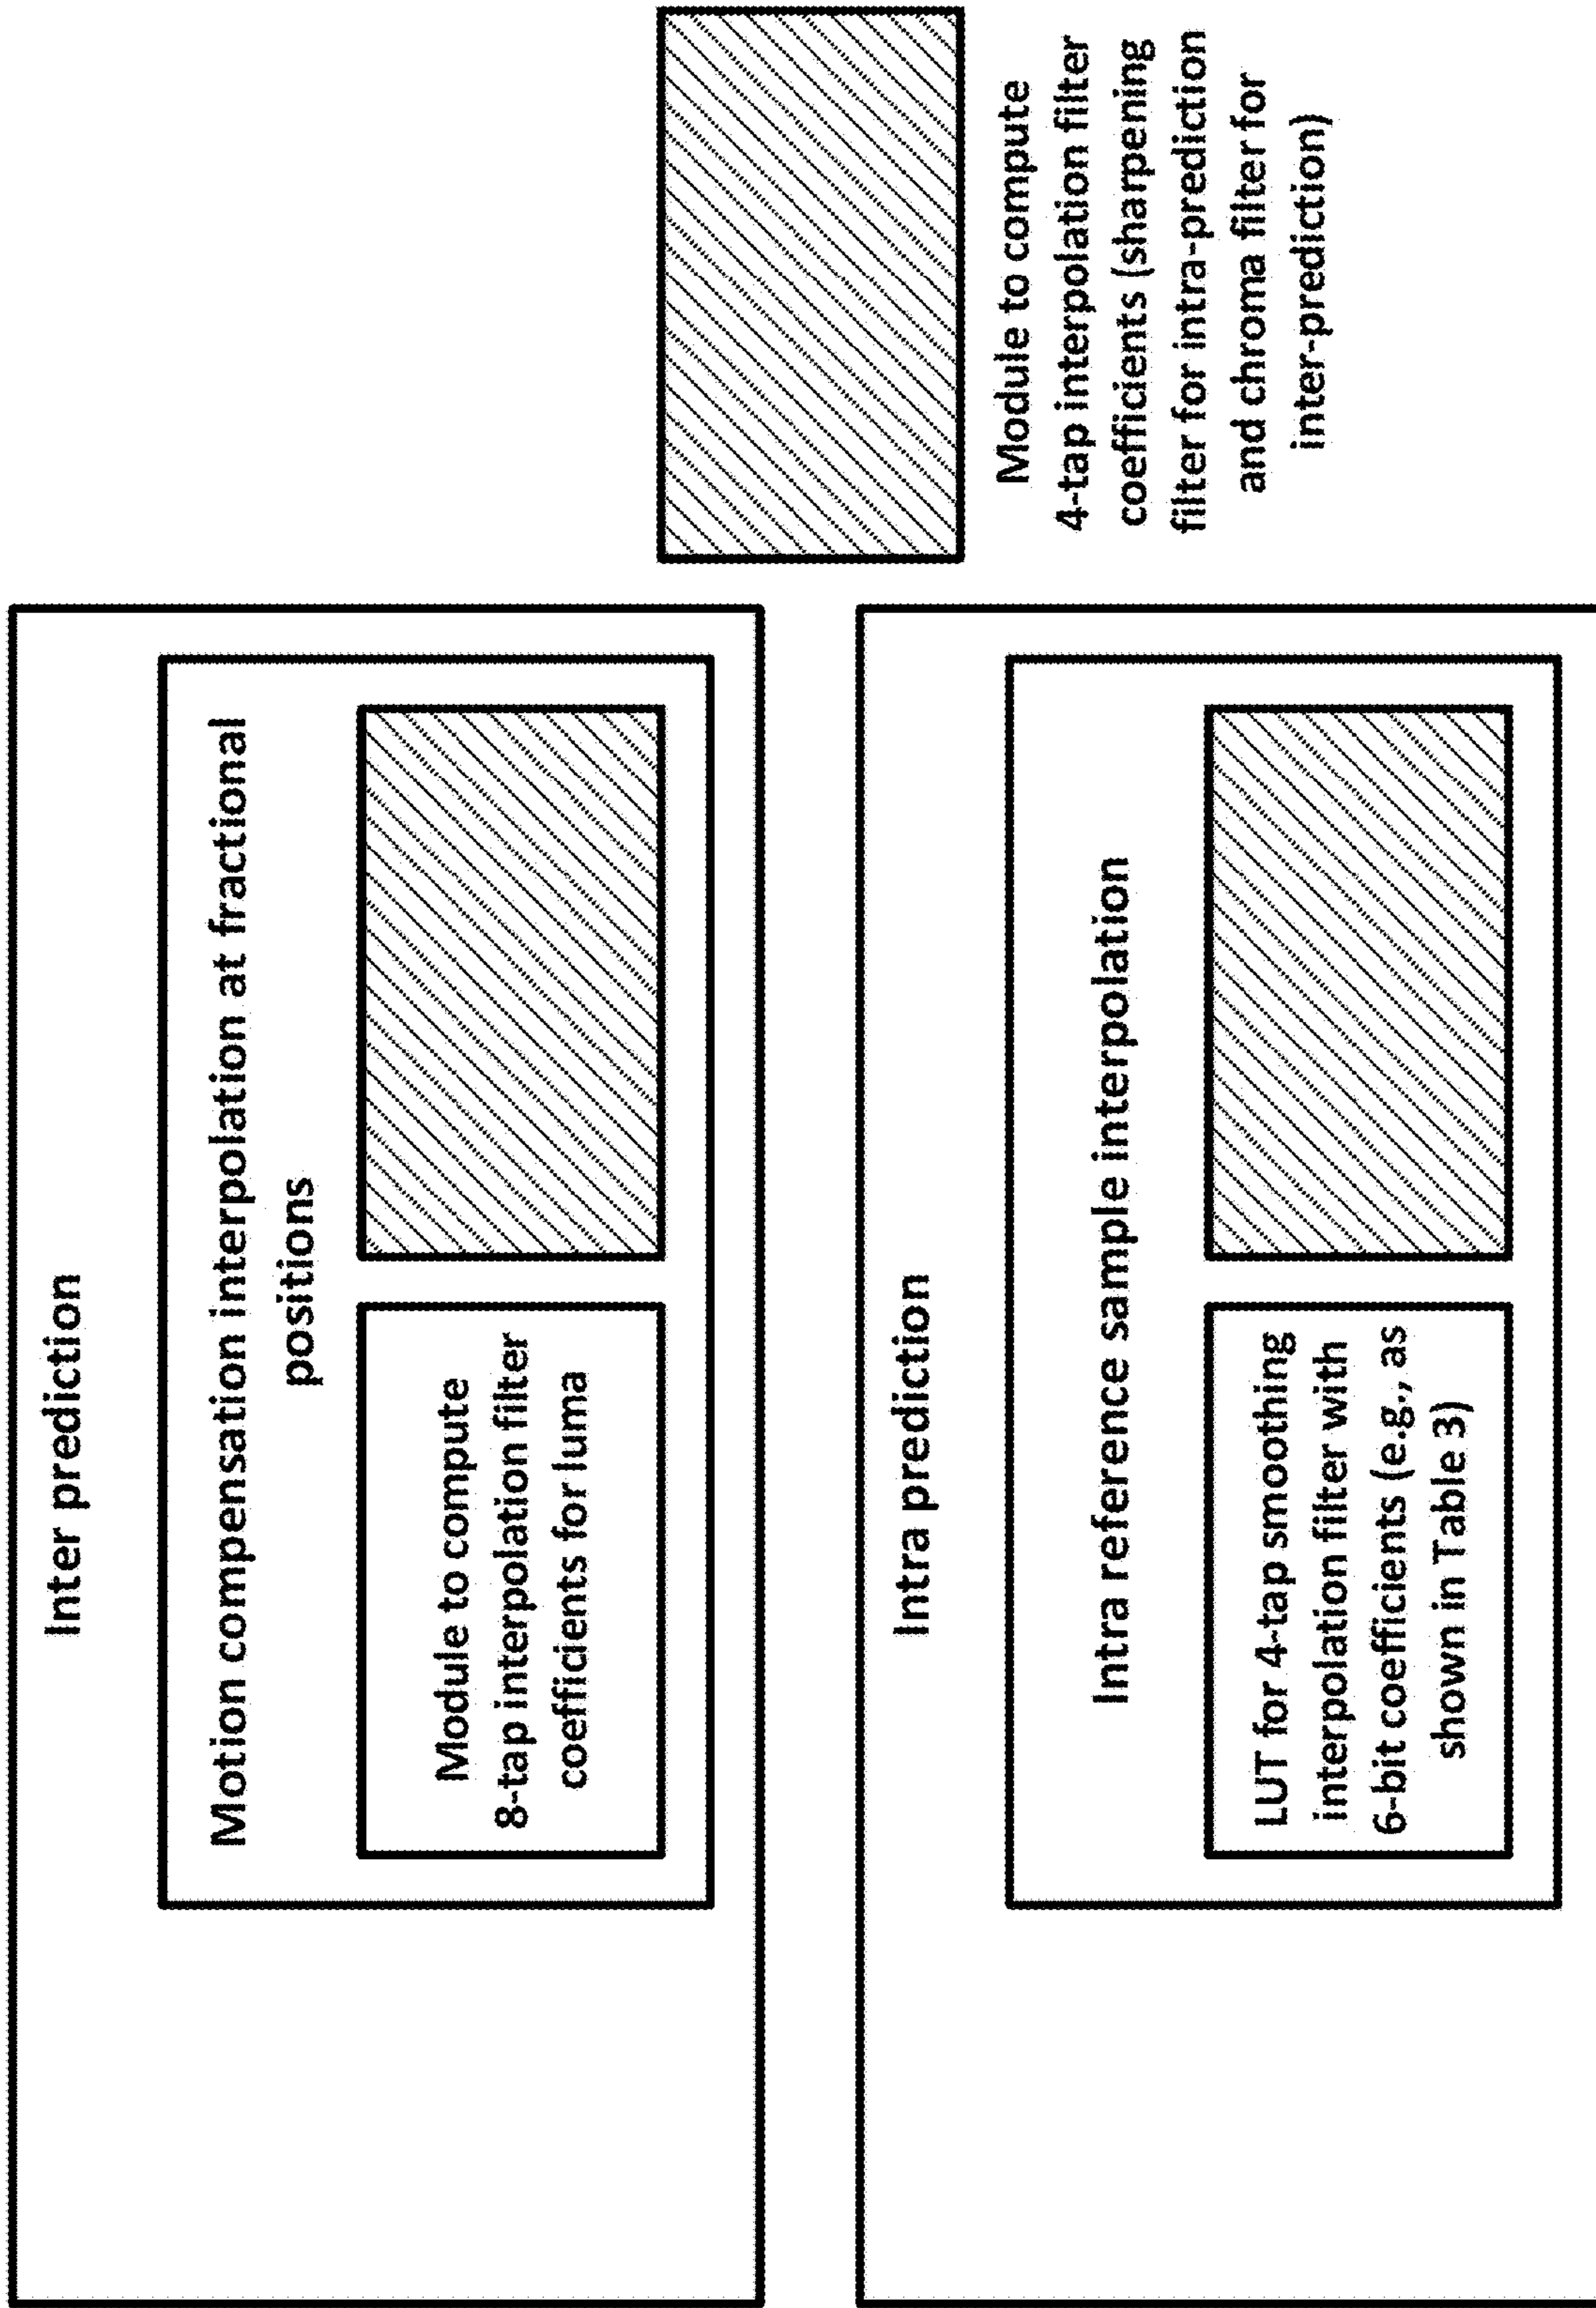 Inter prediction
Motion compensation interpolation at fractional
positions
Module to compute
8-tap interpolation filter
coefficients for luma
Intra prediction
Intra reference sample interpolation
LUT for 4-tap smoothing
interpolation filter with
6-bit coefficients (e.g., as
shown in Table 3)
Module to compute
4-tap interpolation filter
coefficients (sharpening
filter for intra-prediction
and chroma filter for
inter-prediction)